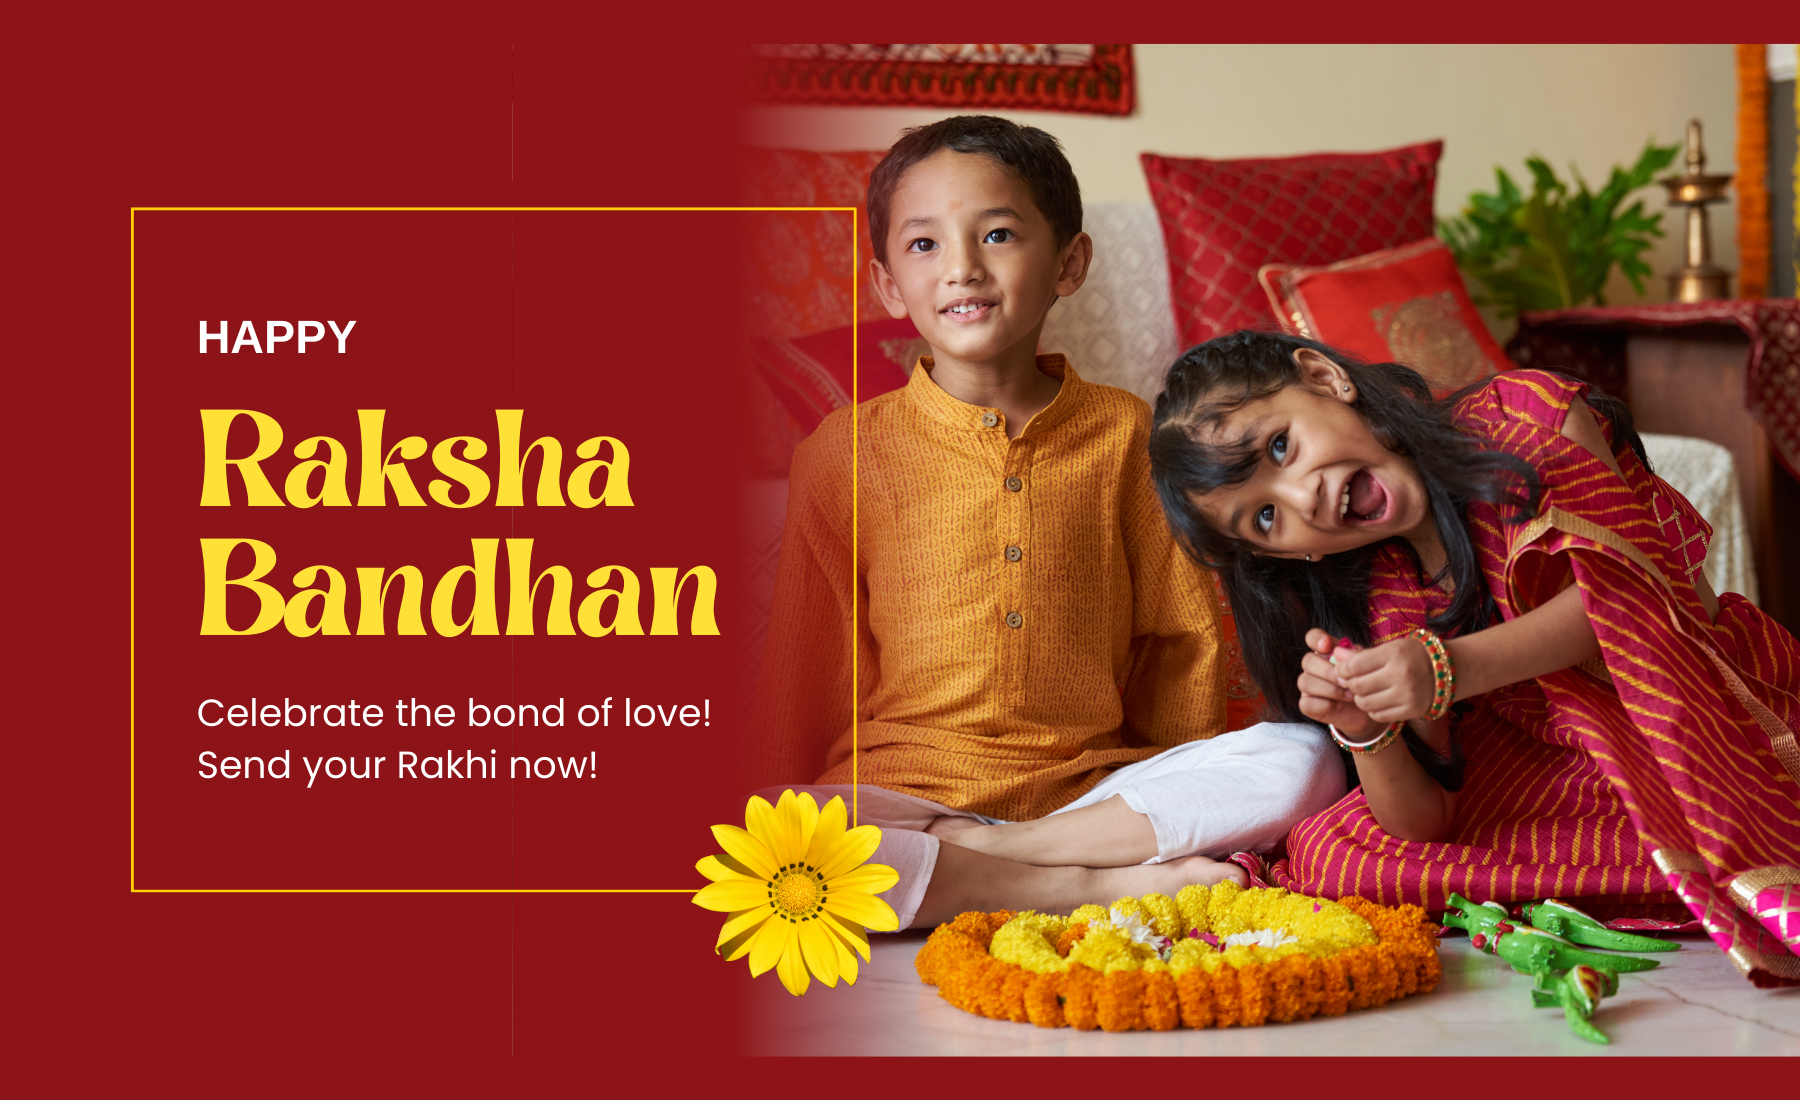 HAPPY
Raksha
Bandhan
Celebrate the bond of love!
Send your Rakhi now!